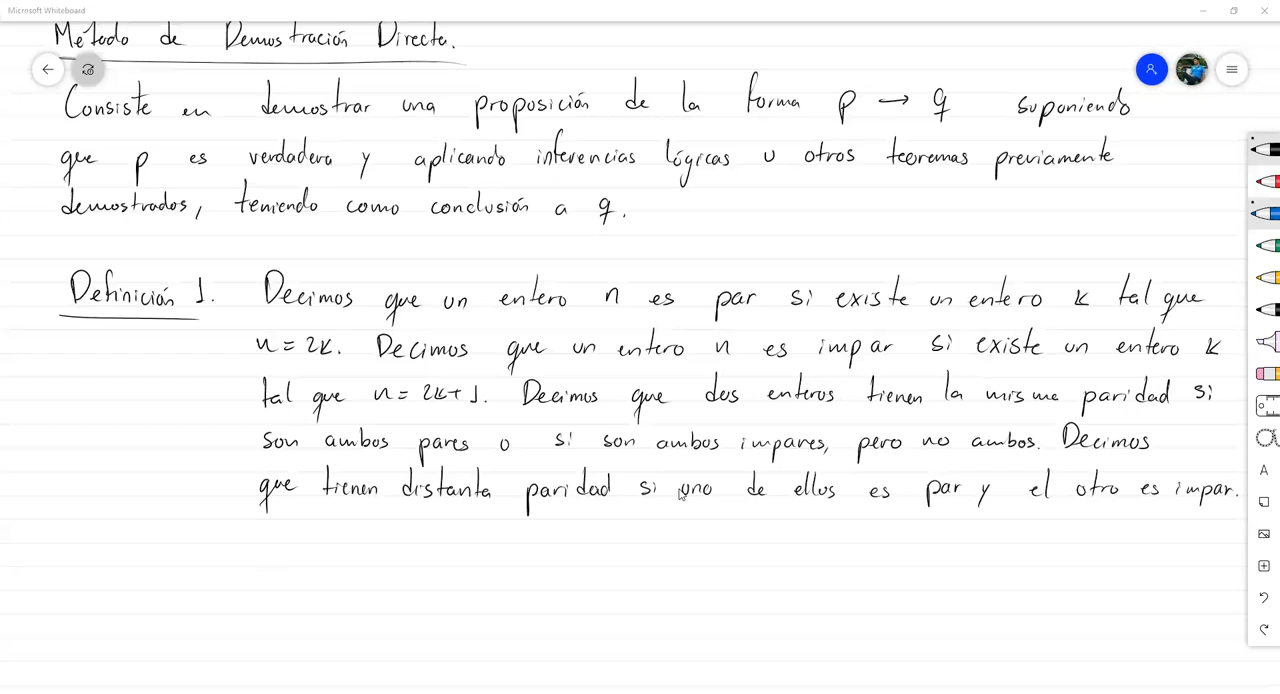 Microsoft Whiteboard
Método de Demostración Directa.
Consiste en demostrar una proposición de la forma p → q suponiendo
que p es verdadera y aplicando inferencias lógicas u otros teoremas previamente
demostrados, teniendo como conclusión a q.
Definición 1. Decimos que un entero n es par si existe un entero k tal que
n = 2k. Decimos que un entero n es impar si existe un entero k
tal que n = 2k+1. Decimos que dos enteros tienen la misma paridad si
son ambos pares o si son ambos impares, pero no ambos. Decimos
que tienen distanta paridad si uno de ellos es par y el otro es impar.
A